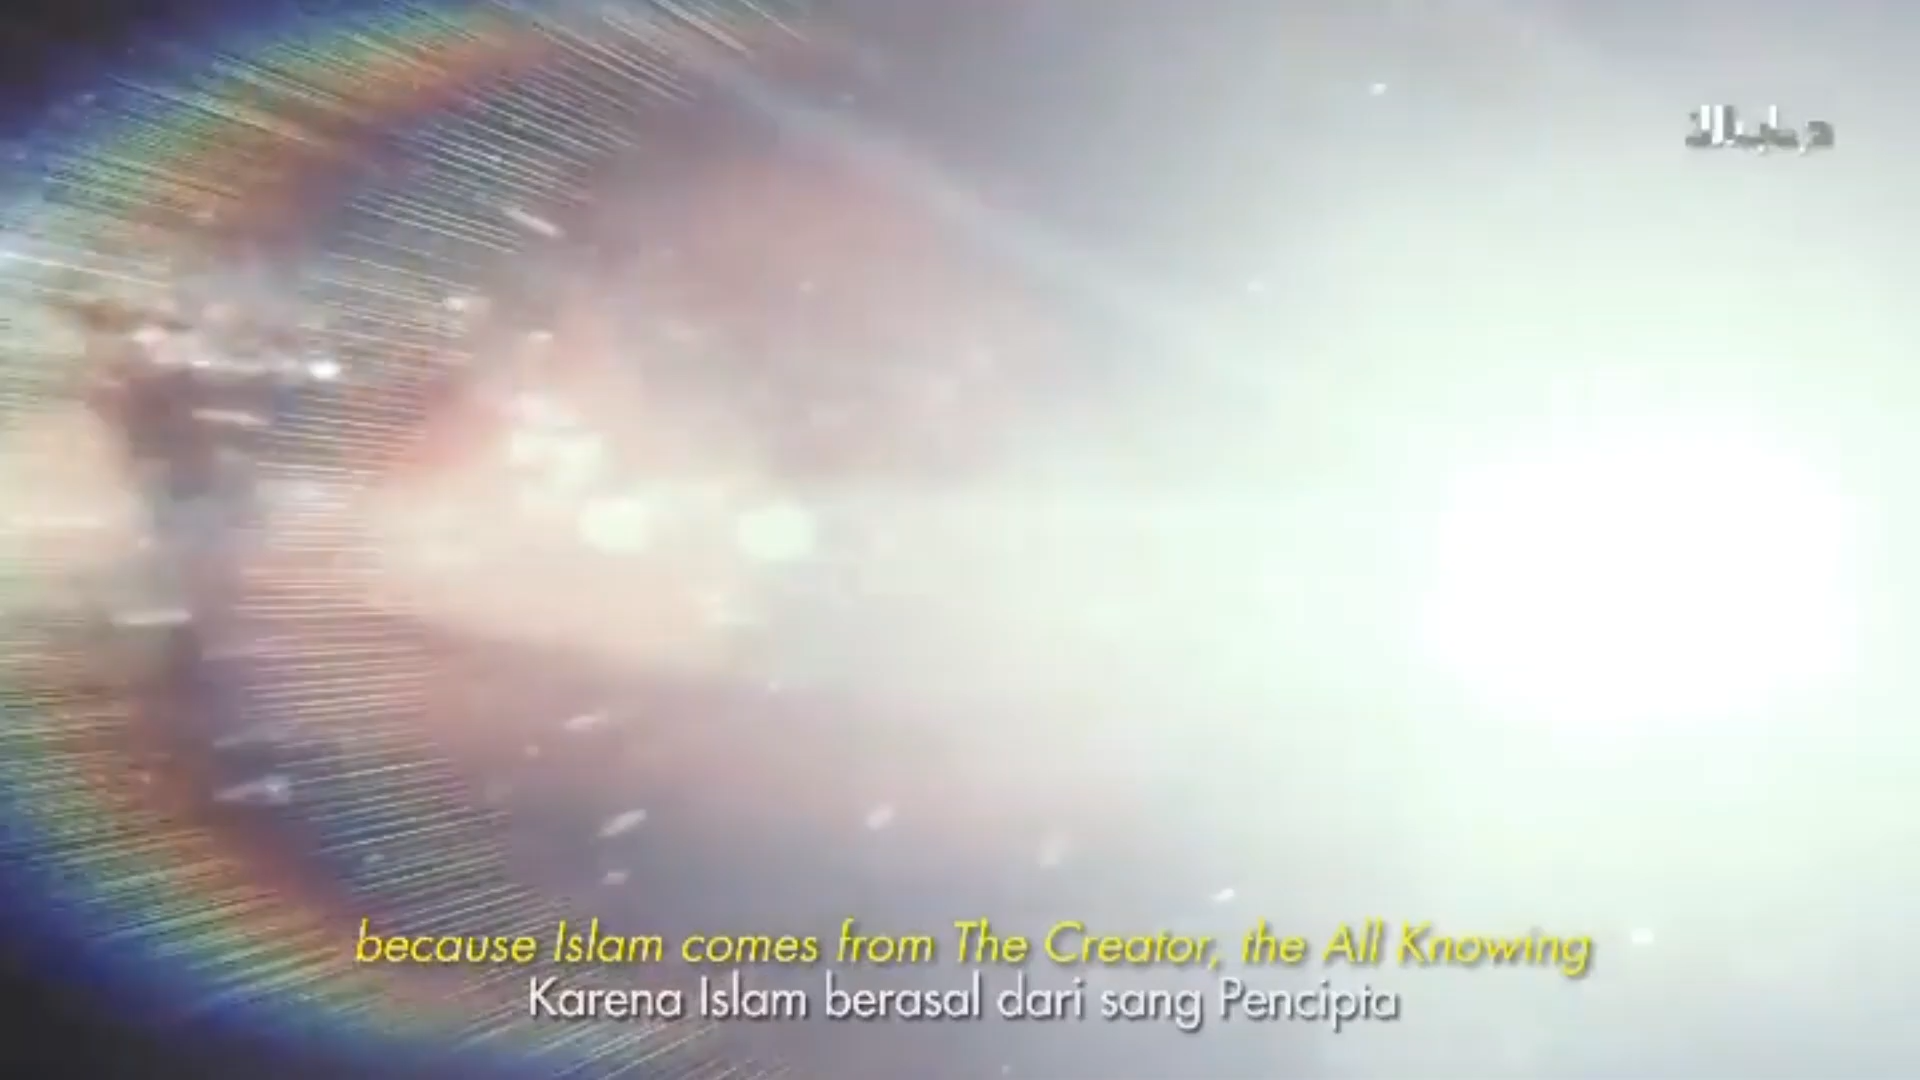 because Islam comes from The Creator, the All Knowing
Karena Islam berasal dari sang Pencipta